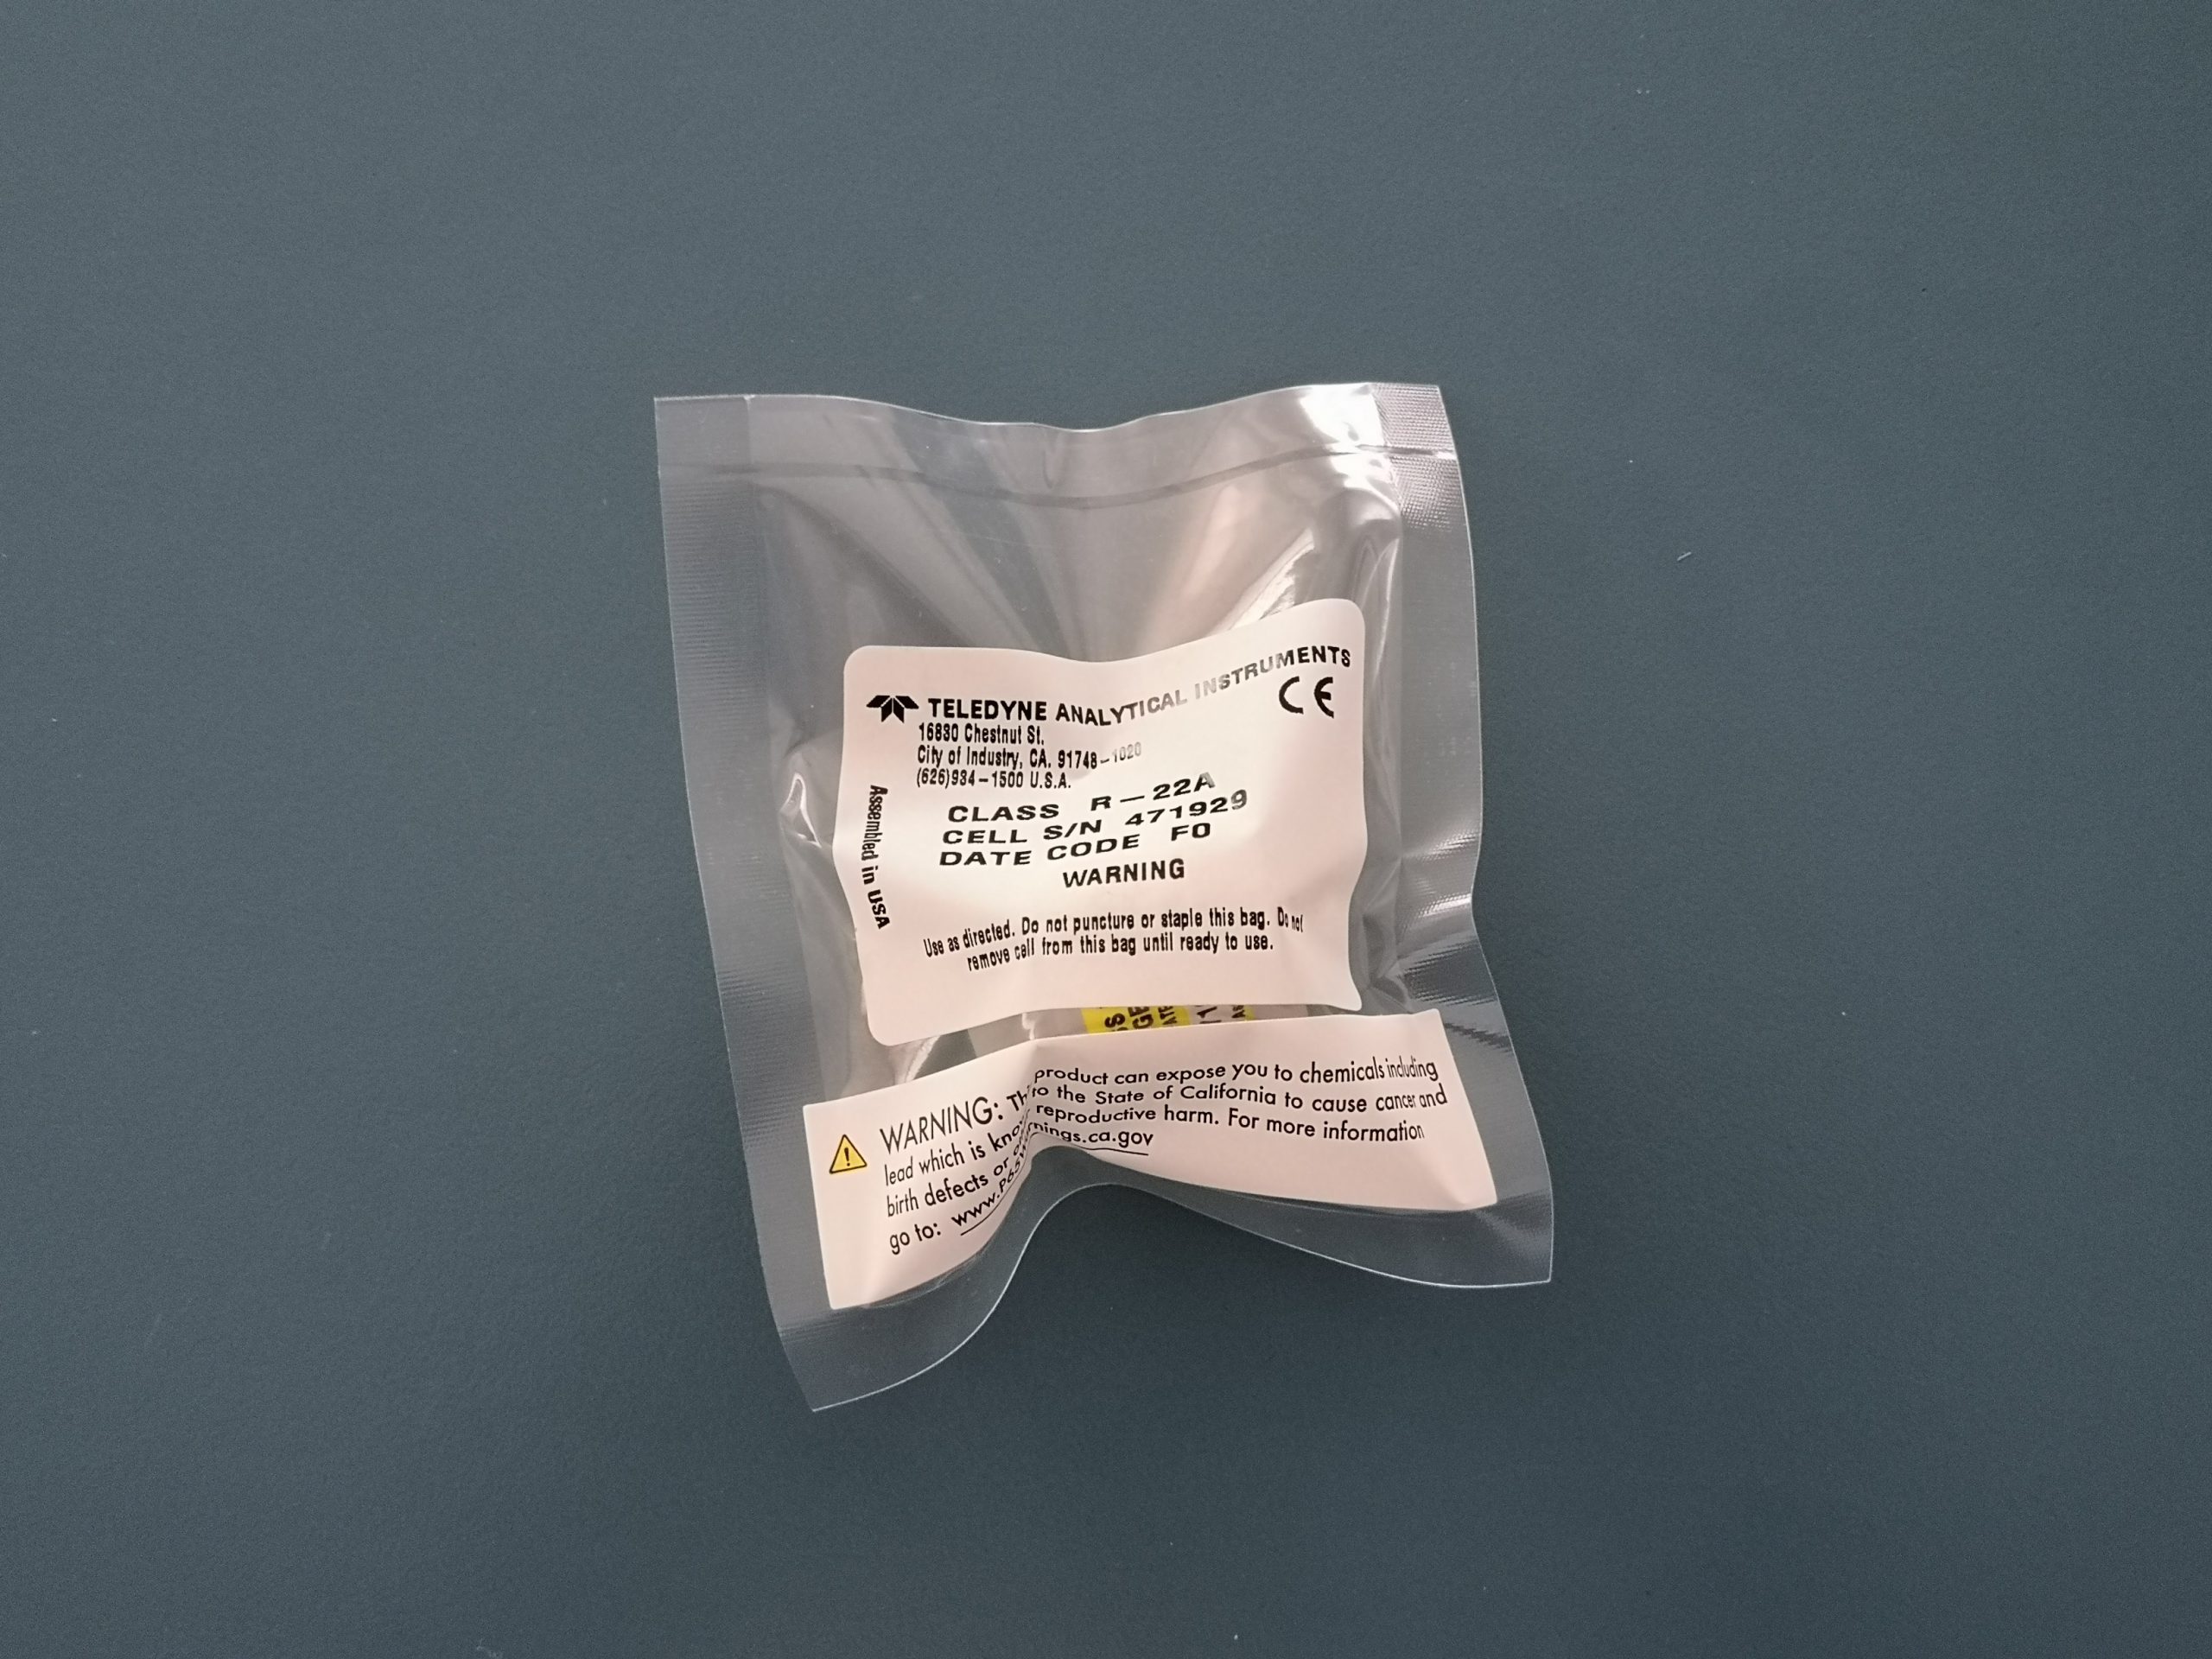 TELEDYNE ANALYTICAL INSTRUMENTS
CE
16830 Chestnut St.
City of Industry, CA. 91748-1020
(626)934-1500 U.S.A.
CLASS R-22A
CELL S/N 471929
DATE CODE F0
WARNING
Use as directed. Do not puncture or staple this bag. Do not
remove cell from this bag until ready to use.
Assembled in USA
WARNING: product can expose you to chemicals including
lead which is to the State of California to cause cancer and
birth defects or reproductive harm. For more information
go to: